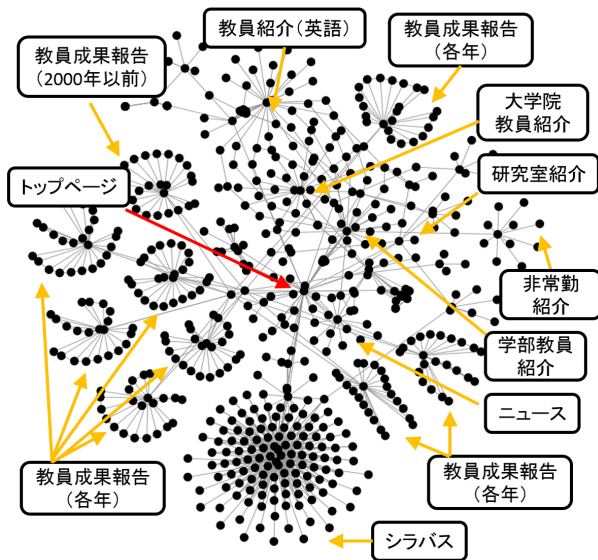 教員紹介（英語）
教員成果報告
（各年）
教員成果報告
（2000年以前）
大学院
教員紹介
トップページ
研究室紹介
非常勤
紹介
学部教員
紹介
ニュース
教員成果報告
（各年）
教員成果報告
（各年）
シラバス